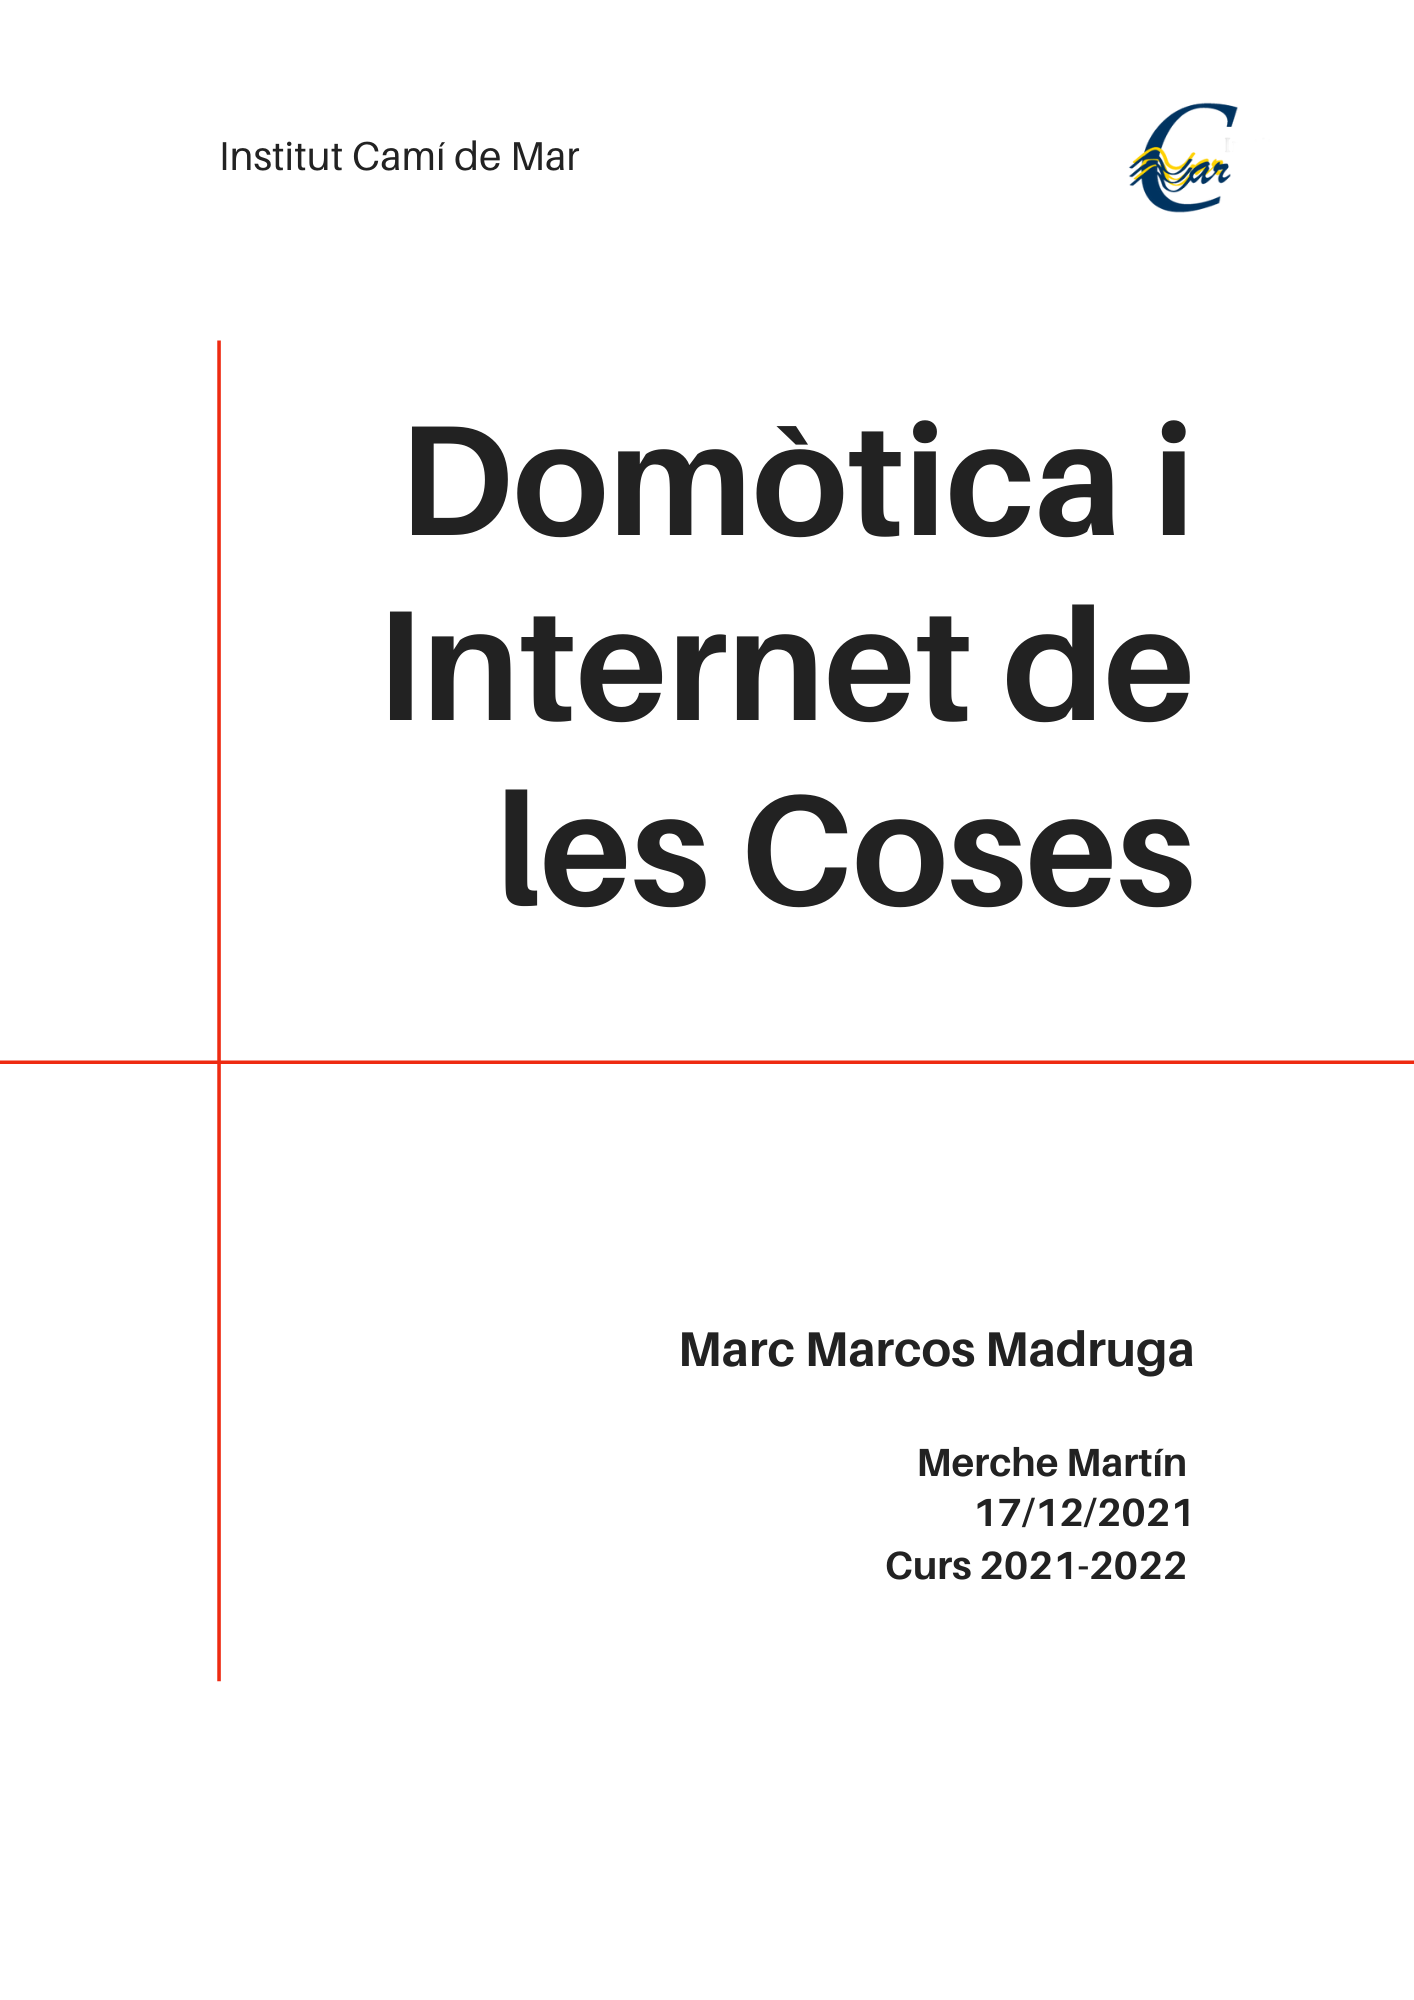 Institut Camí de Mar
Domòtica i
Internet de
les Coses
Marc Marcos Madruga
Merche Martín
17/12/2021
Curs 2021-2022